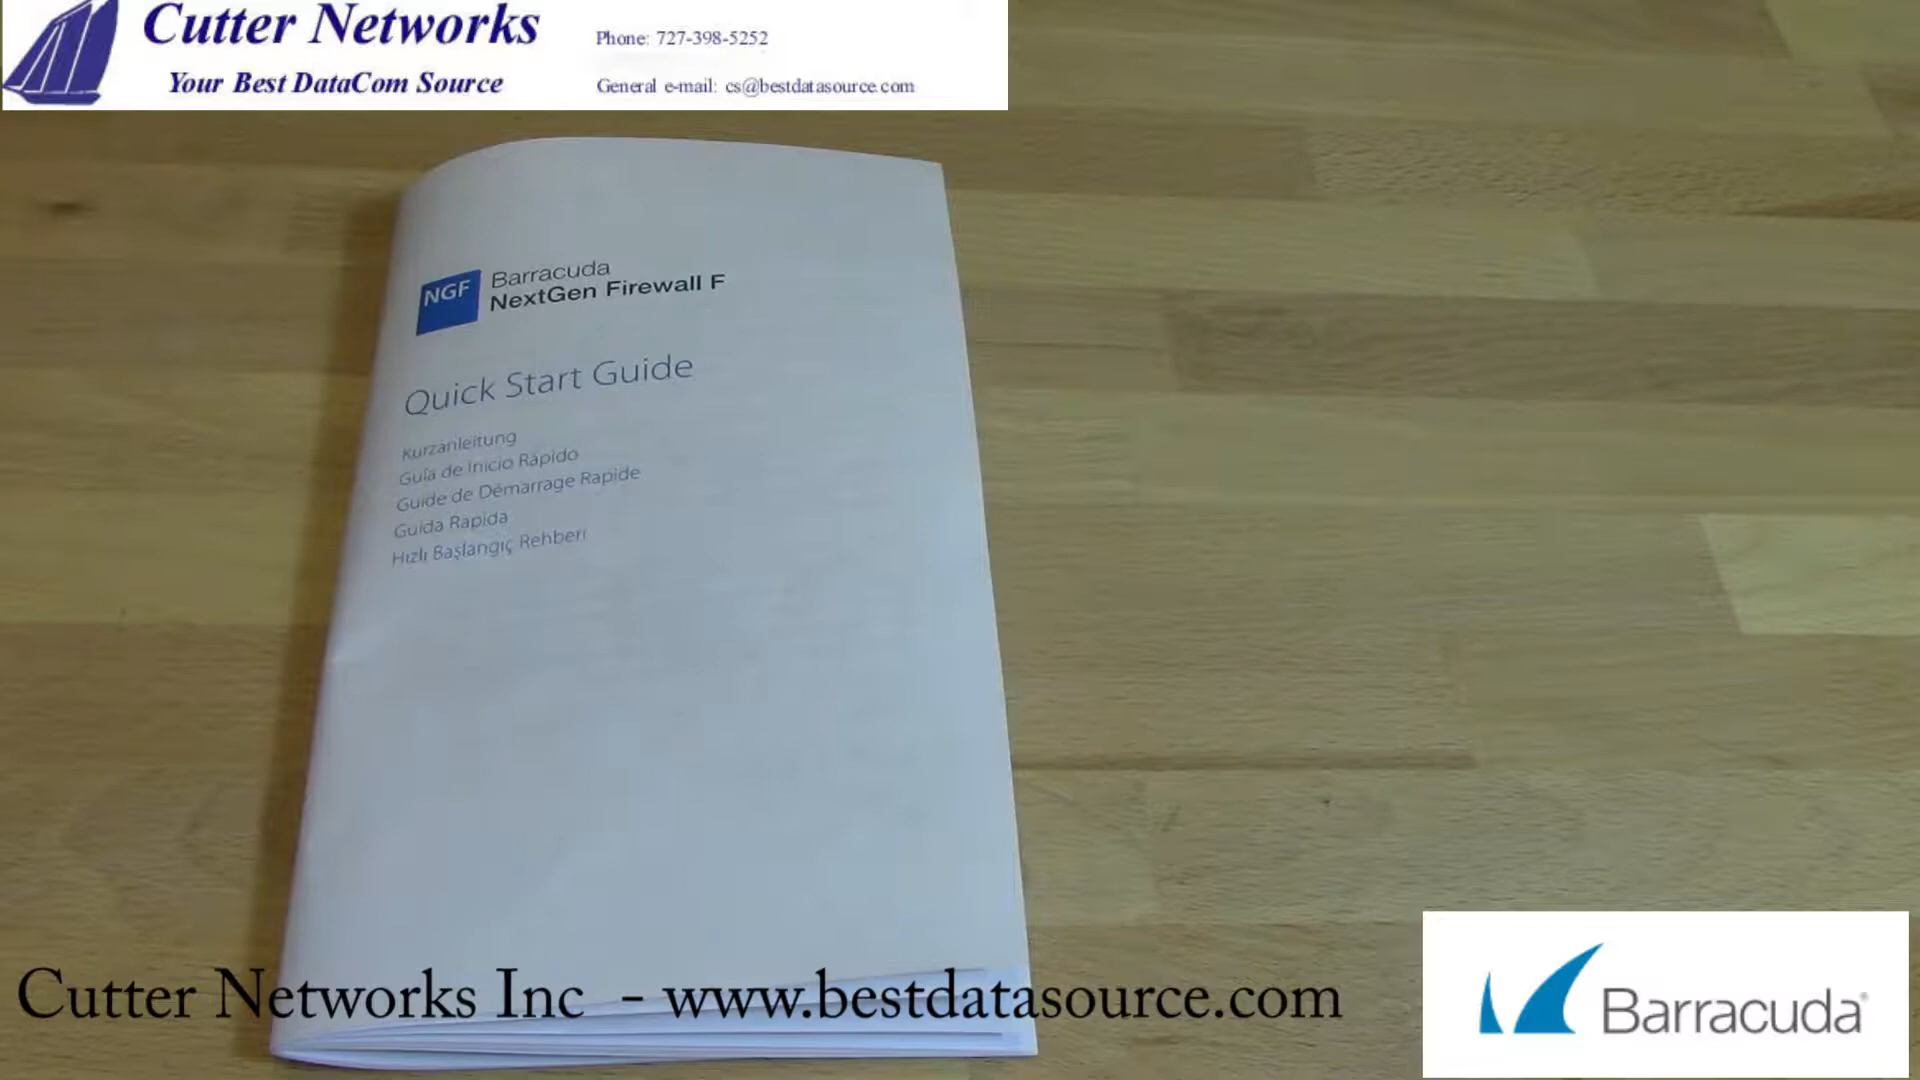 Cutter Networks
Your Best DataCom Source
Phone: 727-398-5252
General e-mail: cs@bestdatasource.com
NGF
Barracuda
NextGen Firewall F
Quick Start Guide
Kurzanleitung
Guía de Inicio Rápido
Guide de Démarrage Rapide
Guida Rapida
Hızlı Başlangıç Rehberi
Cutter Networks Inc - www.bestdatasource.com
Barracuda®